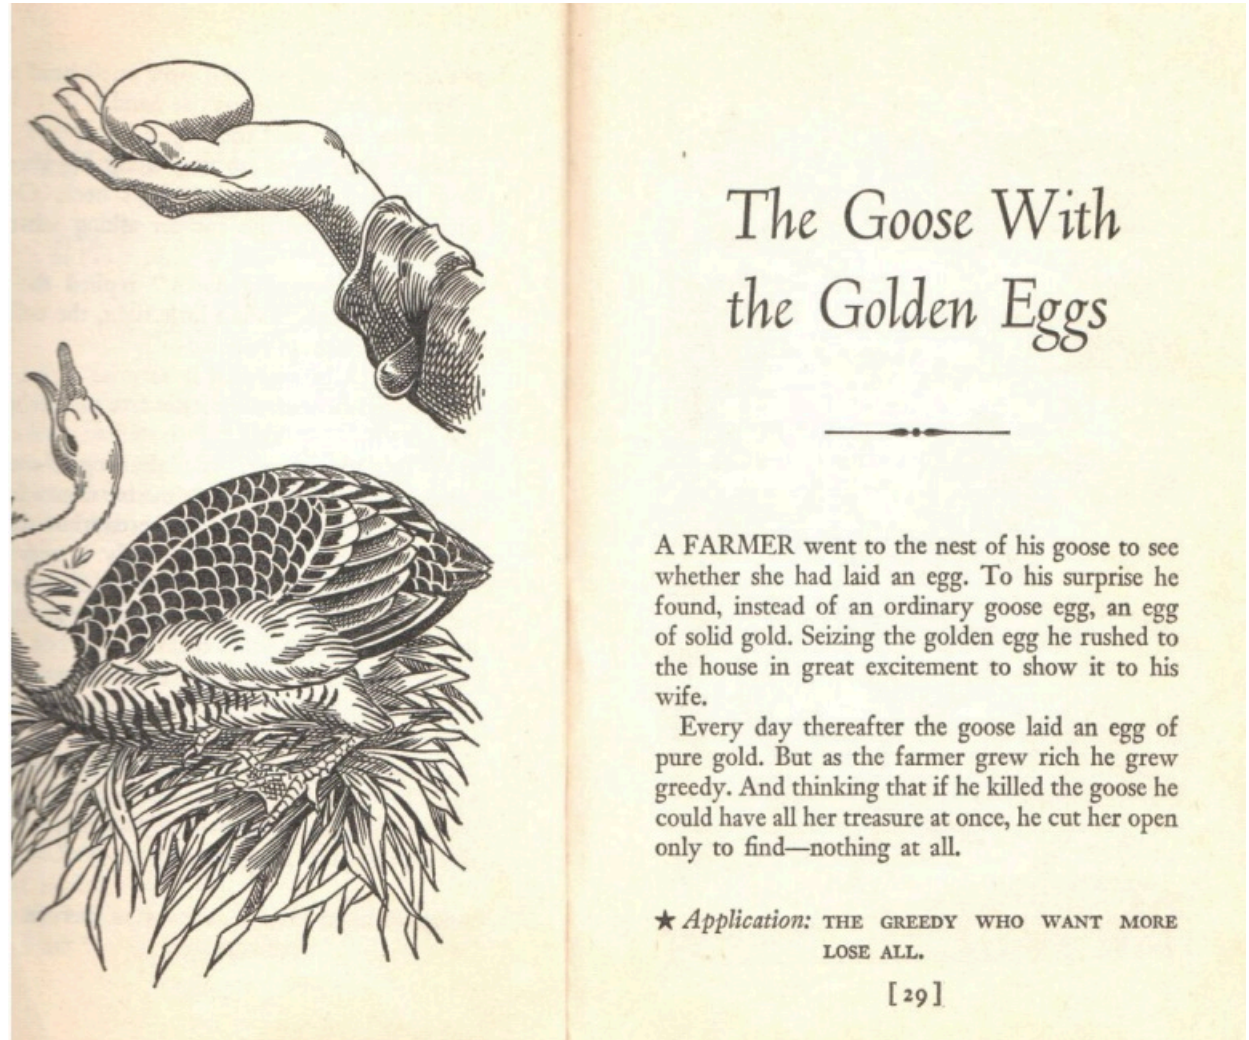 The Goose With
the Golden Eggs
A FARMER went to the nest of his goose to see
whether she had laid an egg. To his surprise he
found, instead of an ordinary goose egg, an egg
of solid gold. Seizing the golden egg he rushed to
the house in great excitement to show it to his
wife.
Every day thereafter the goose laid an egg of
pure gold. But as the farmer grew rich he grew
greedy. And thinking that if he killed the goose he
could have all her treasure at once, he cut her open
only to find—nothing at all.
★ Application: THE GREEDY WHO WANT MORE
LOSE ALL.
[29]